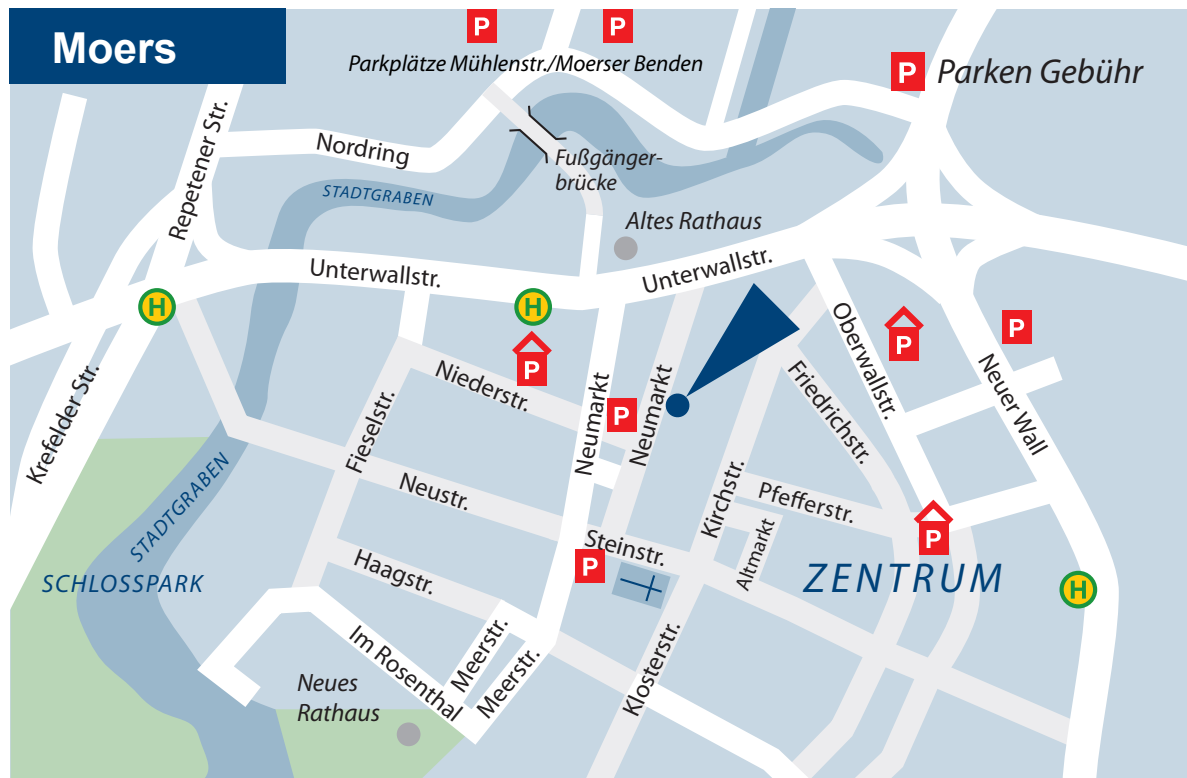 Moers
P
P
Parkplätze Mühlenstr./Moerser Benden
P Parken Gebühr
Repetener Str.
Nordring
Fußgänger-
brücke
STADTGRABEN
Altes Rathaus
Unterwallstr.
Unterwallstr.
H
H
P
P
P
Oberwallstr.
Neuer Wall
Krefelder Str.
Fieselstr.
Niederstr.
P
Neumarkt
Neumarkt
Friedrichstr.
Kirchstr.
Pfefferstr.
P
STADTGRABEN
Neustr.
Steinstr.
P
Altmarkt
Haagstr.
SCHLOSSPARK
ZENTRUM
H
Im Rosenthal
Meerstr.
Meerstr.
Klosterstr.
Neues
Rathaus